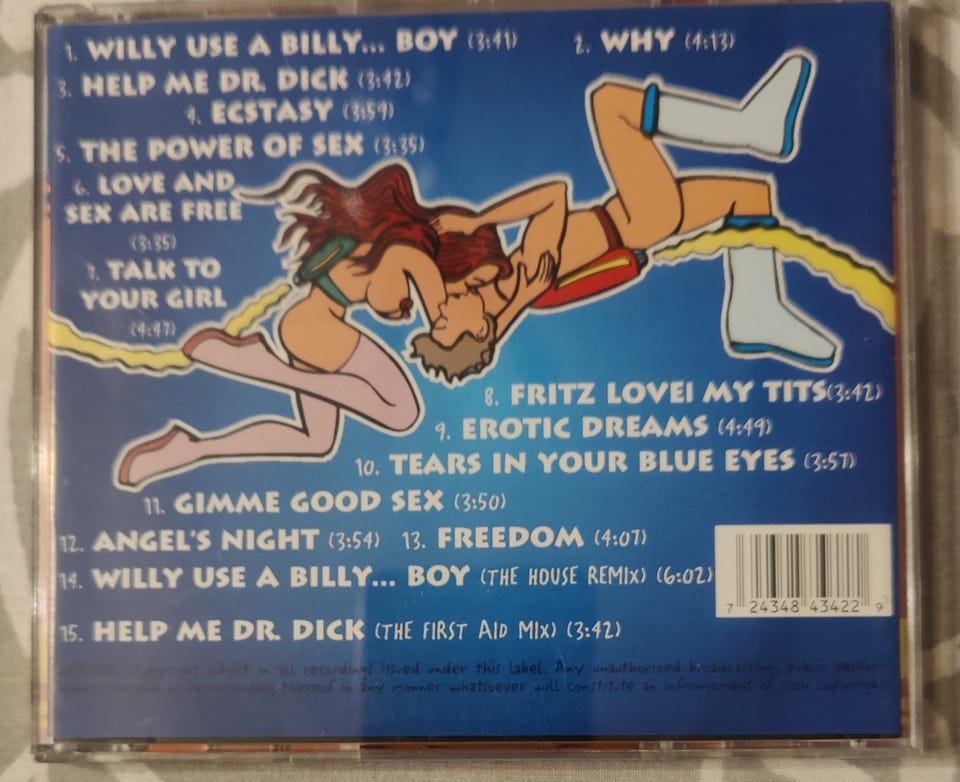 1. WILLY USE A BILLY... BOY (3:41) 2. WHY (4:13)
3. HELP ME DR. DICK (3:42)
4. ECSTASY (3:59)
5. THE POWER OF SEX (3:35)
6. LOVE AND
SEX ARE FREE
(3:35)
7. TALK TO
YOUR GIRL
(4:47)
8. FRITZ LOVE! MY TITS(3:42)
9. EROTIC DREAMS (4:49)
10. TEARS IN YOUR BLUE EYES (3:57)
11. GIMME GOOD SEX (3:50)
12. ANGEL'S NIGHT (3:54) 13. FREEDOM (4:07)
14. WILLY USE A BILLY... BOY (THE HOUSE REMIX) (6:02)
7 24348 43422 9
15. HELP ME DR. DICK (THE FIRST AID MIX) (3:42)
in all recordings issued under this label. Any unauthorized broadcasting, public
thereof in any manner whatsoever will constitute an infrangement of such copyright